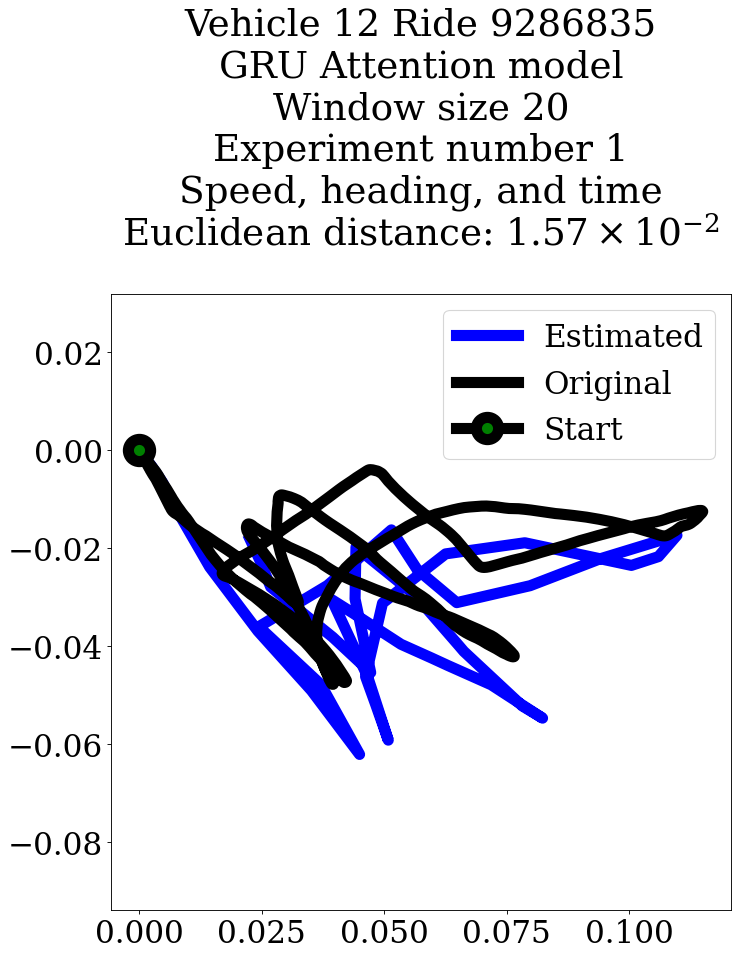 Vehicle 12 Ride 9286835
GRU Attention model
Window size 20
Experiment number 1
Speed, heading, and time
Euclidean distance: 1.57 × 10⁻²
Estimated
Original
Start
0.02
0.00
−0.02
−0.04
−0.06
−0.08
0.000 0.025 0.050 0.075 0.100